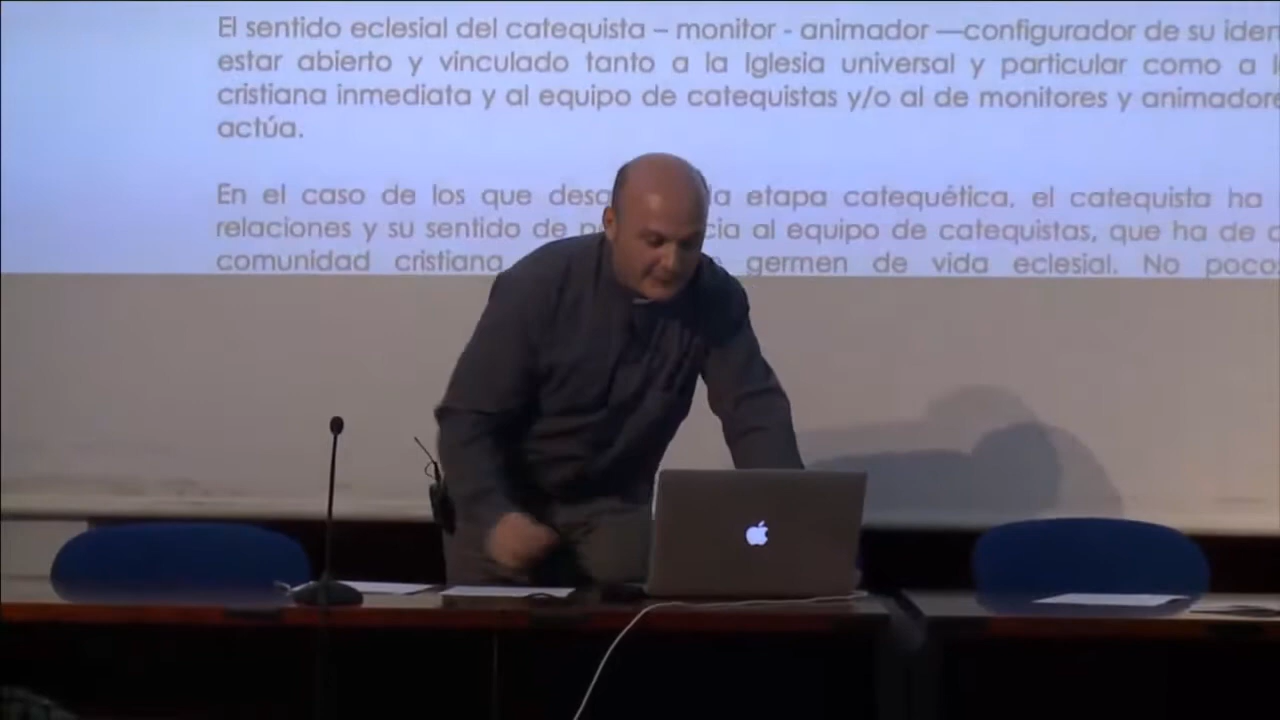 El sentido eclesial del catequista – monitor - animador —configurador de su iden
estar abierto y vinculado tanto a la Iglesia universal y particular como a l
cristiana inmediata y al equipo de catequistas y/o al de monitores y animadore
actúa.
En el caso de los que desa la etapa catequética, el catequista ha
relaciones y su sentido de p cia al equipo de catequistas, que ha de
comunidad cristiana germen de vida eclesial. No pocos